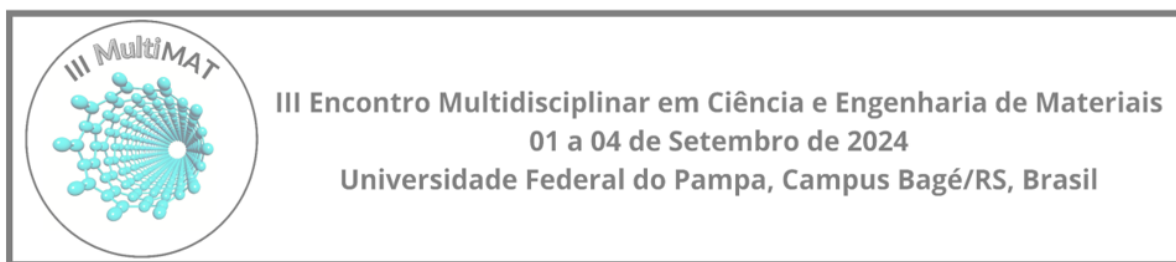 III MultiMAT
III Encontro Multidisciplinar em Ciência e Engenharia de Materiais
01 a 04 de Setembro de 2024
Universidade Federal do Pampa, Campus Bagé/RS, Brasil